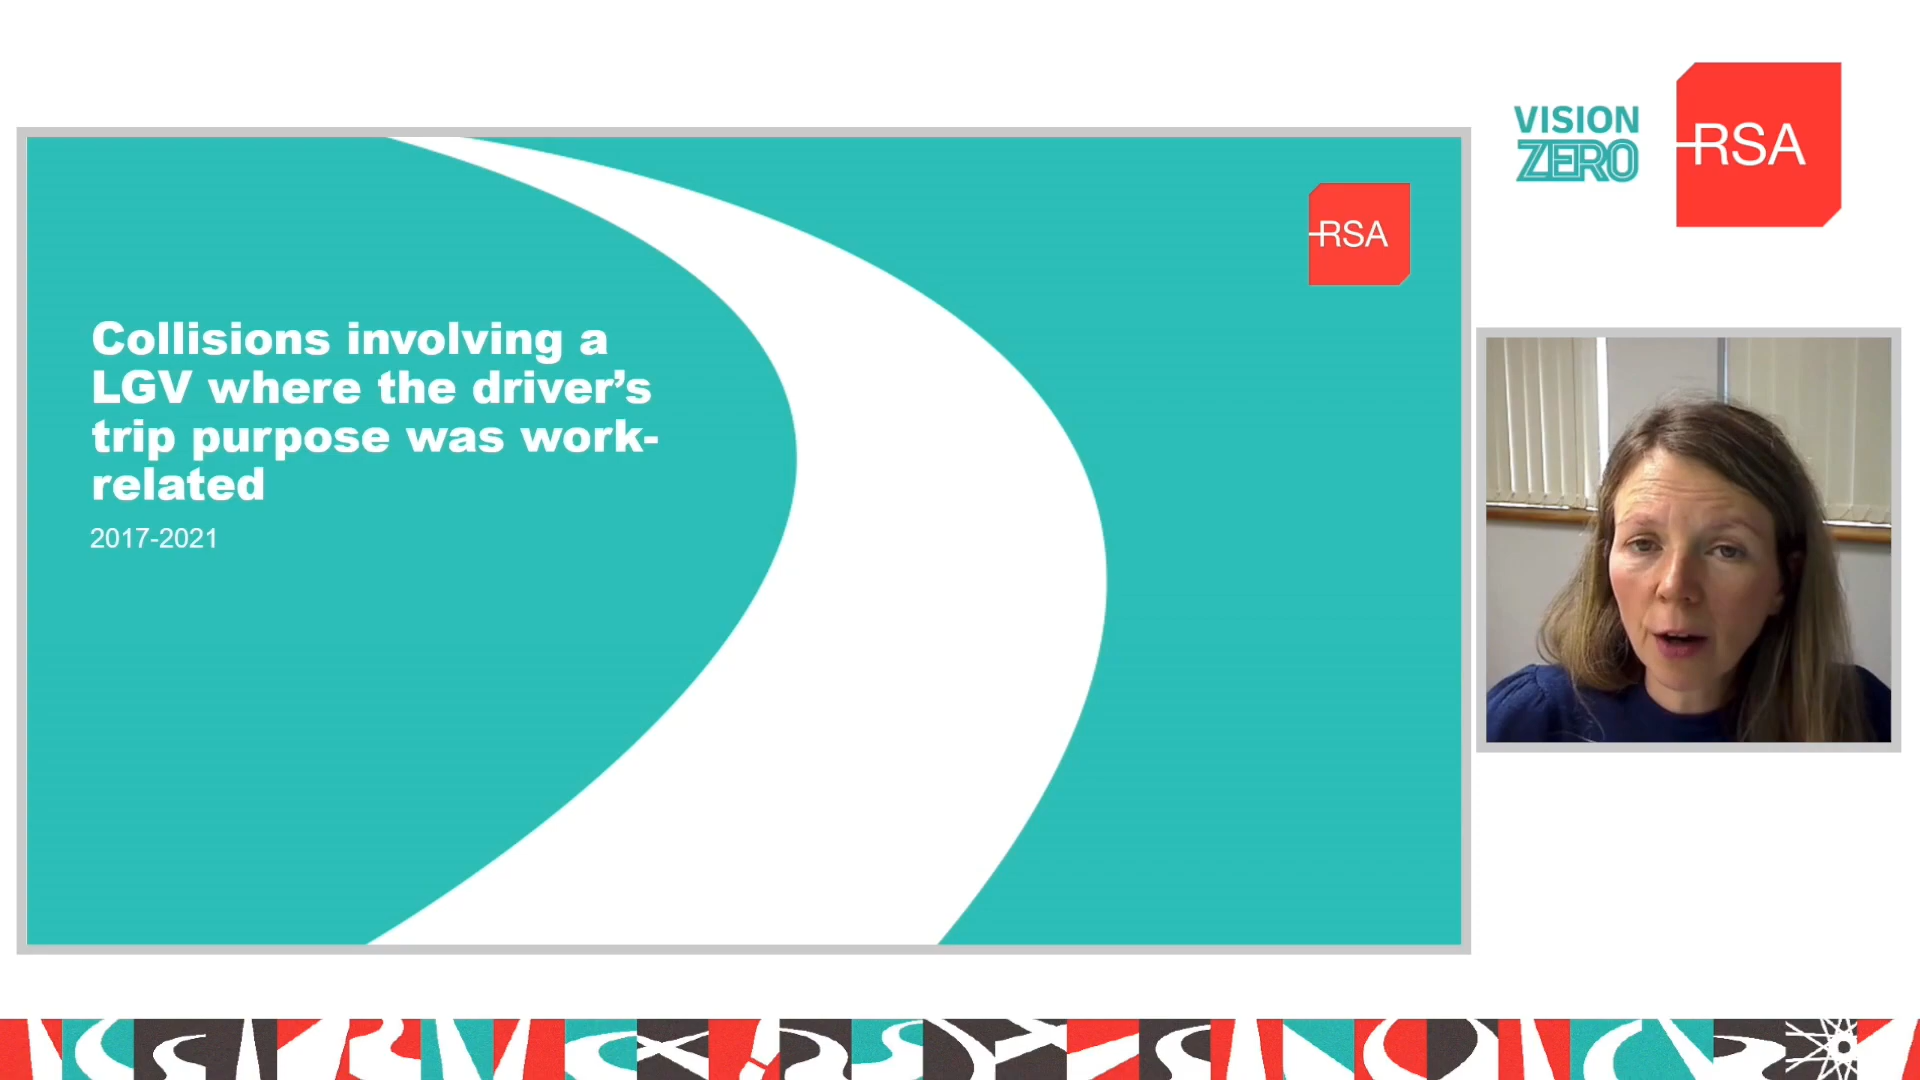 VISION
ZERO
RSA
RSA
Collisions involving a
LGV where the driver’s
trip purpose was work-
related
2017-2021